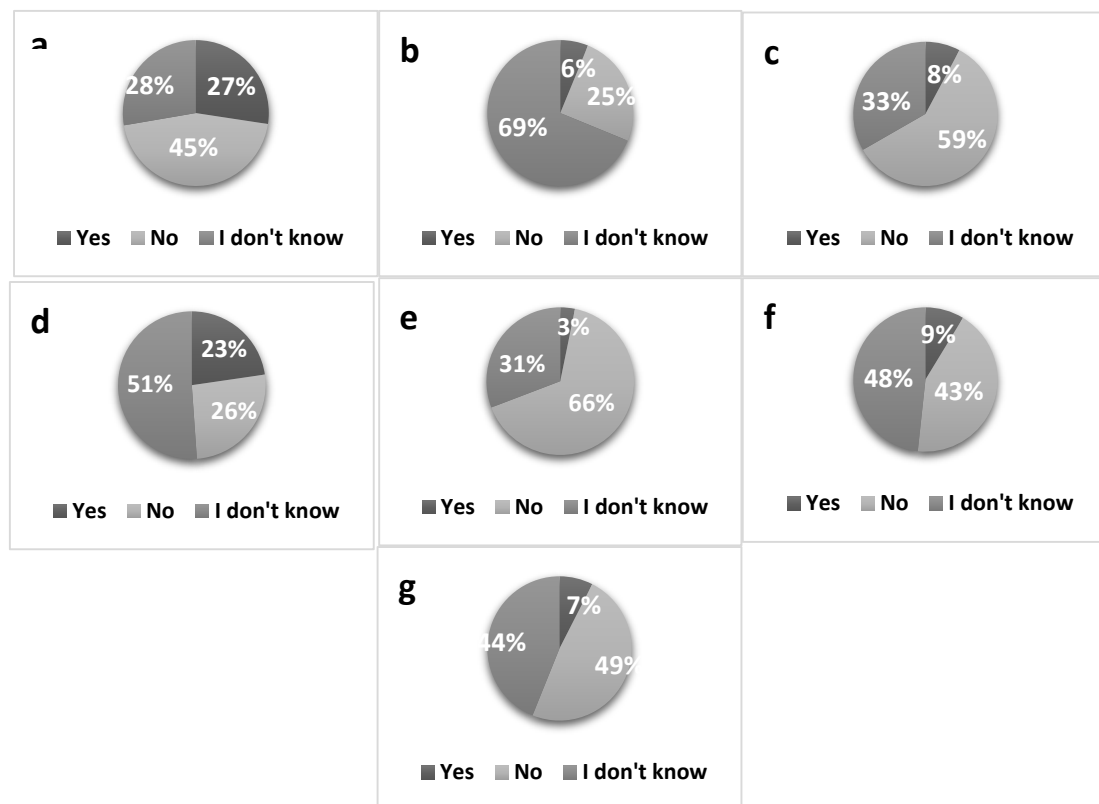 a
28%
27%
45%
Yes No I don't know
b
6%
25%
69%
Yes No I don't know
c
8%
33%
59%
Yes No I don't know
d
23%
51%
26%
Yes No I don't know
e
3%
31%
66%
Yes No I don't know
f
9%
48%
43%
Yes No I don't know
g
7%
44%
49%
Yes No I don't know